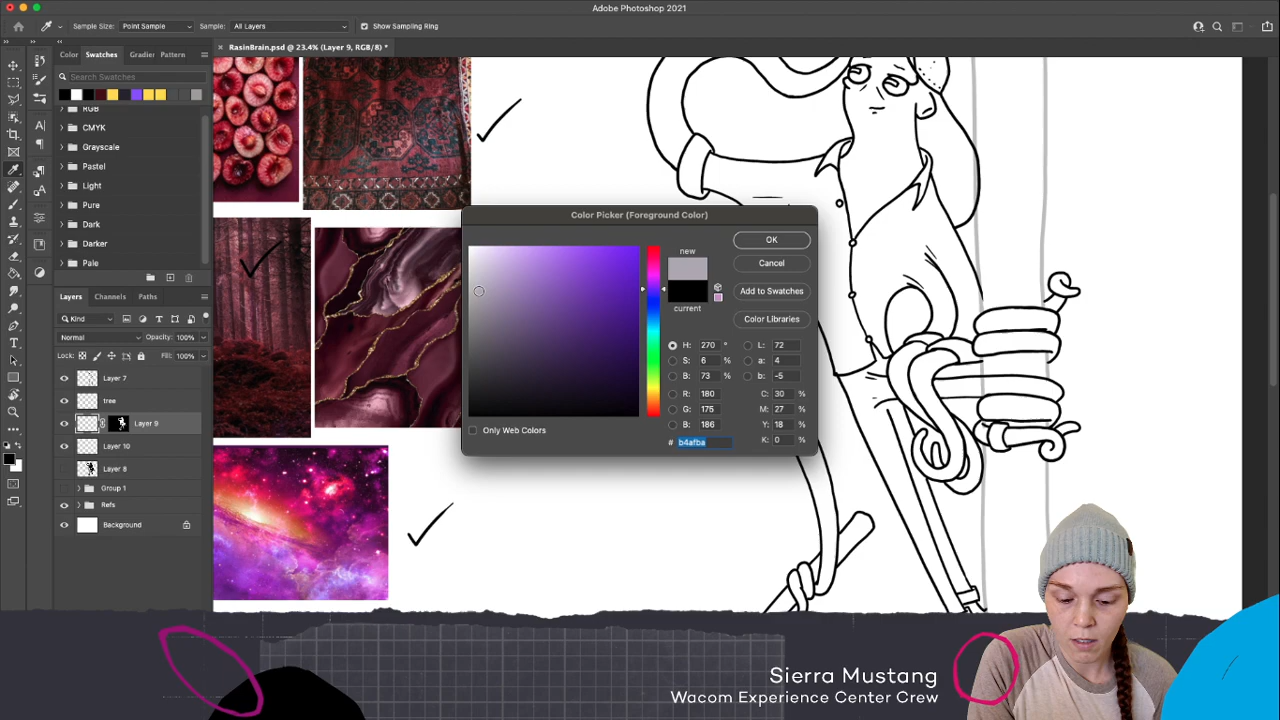 Adobe Photoshop 2021
Sample Size: Point Sample
Sample: All Layers
Show Sampling Ring
RasinBrain.psd @ 23.4% (Layer 9, RGB/8) *
Color Swatches Gradier Pattern
Search Swatches
RGB
CMYK
Grayscale
Pastel
Light
Pure
Dark
Darker
Pale
Layers Channels Paths
Kind
Normal Opacity: 100%
Lock: Fill: 100%
Layer 7
tree
Layer 9
Layer 10
Layer 8
Group 1
Refs
Background
Color Picker (Foreground Color)
new
current
OK
Cancel
Add to Swatches
Color Libraries
H: 270 ° L: 72
S: 6 % a: 4
B: 73 % b: -5
R: 180 C: 30 %
G: 175 M: 27 %
B: 186 Y: 18 %
# b4afba K: 0 %
Only Web Colors
Sierra Mustang
Wacom Experience Center Crew